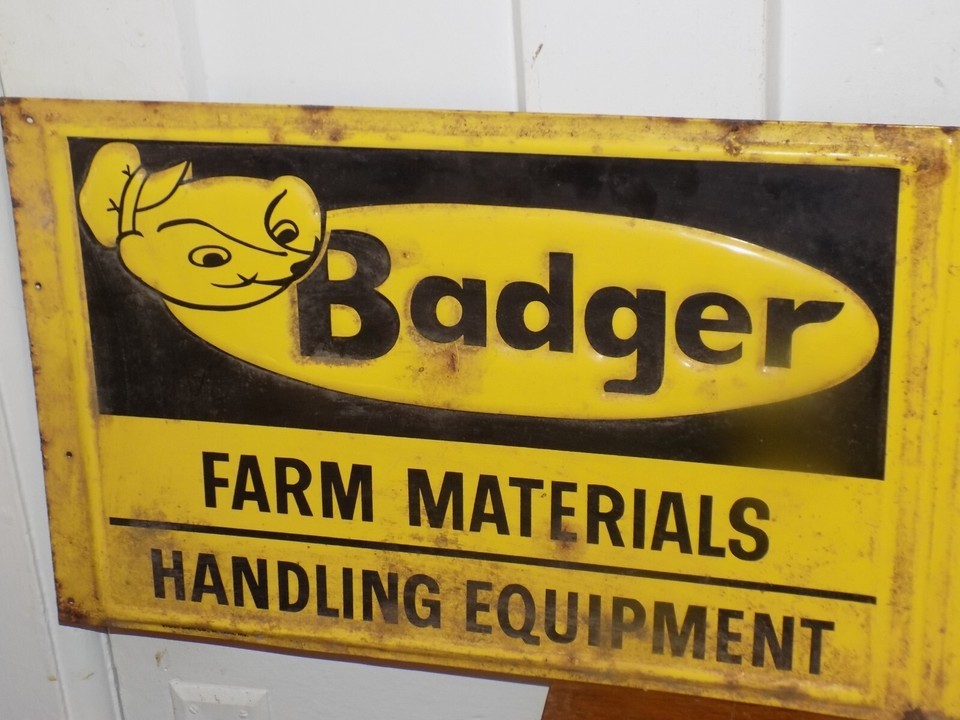 Badger
FARM MATERIALS
HANDLING EQUIPMENT